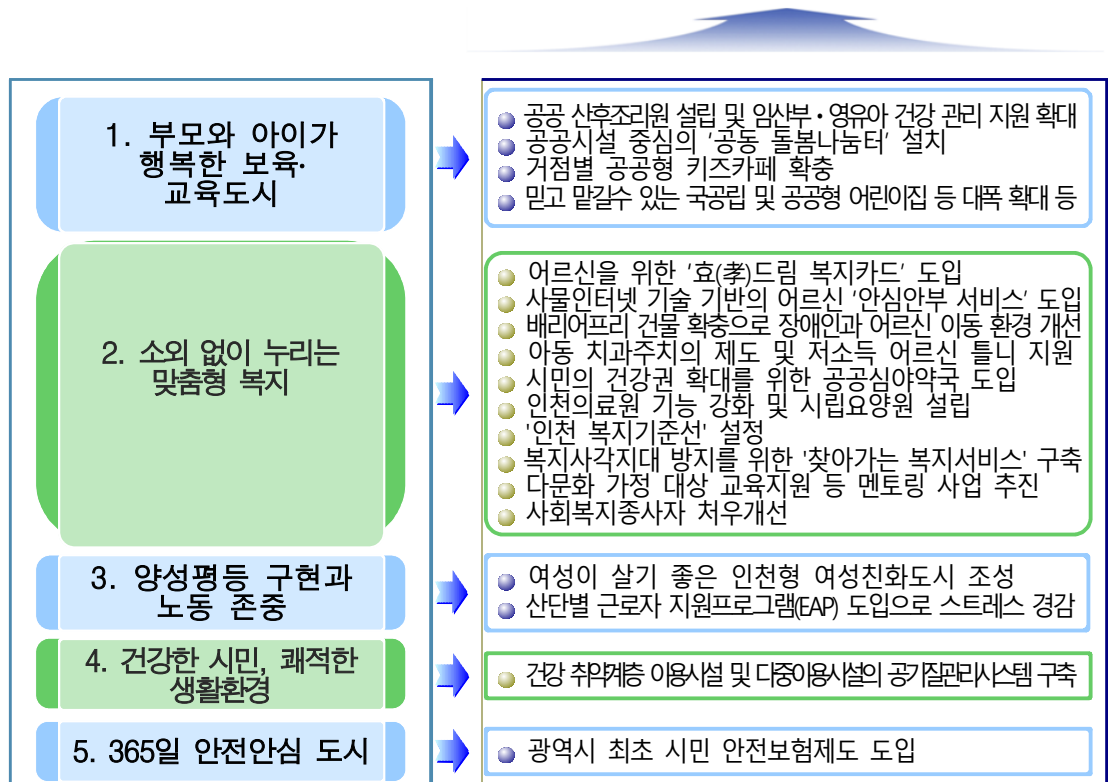 1. 부모와 아이가
행복한 보육·
교육도시
공공 산후조리원 설립 및 임산부·영유아 건강 관리 지원 확대
공공시설 중심의 '공동 돌봄나눔터' 설치
거점별 공공형 키즈카페 확충
믿고 맡길수 있는 국공립 및 공공형 어린이집 등 대폭 확대 등
2. 소외 없이 누리는
맞춤형 복지
어르신을 위한 '효(孝)드림 복지카드' 도입
사물인터넷 기술 기반의 어르신 '안심안부 서비스' 도입
배리어프리 건물 확충으로 장애인과 어르신 이동 환경 개선
아동 치과주치의 제도 및 저소득 어르신 틀니 지원
시민의 건강권 확대를 위한 공공심야약국 도입
인천의료원 기능 강화 및 시립요양원 설립
'인천 복지기준선' 설정
복지사각지대 방지를 위한 '찾아가는 복지서비스' 구축
다문화 가정 대상 교육지원 등 멘토링 사업 추진
사회복지종사자 처우개선
3. 양성평등 구현과
노동 존중
여성이 살기 좋은 인천형 여성친화도시 조성
산단별 근로자 지원프로그램(EAP) 도입으로 스트레스 경감
4. 건강한 시민, 쾌적한
생활환경
건강 취약계층 이용시설 및 다중이용시설의 공기질관리시스템 구축
5. 365일 안전안심 도시
광역시 최초 시민 안전보험제도 도입